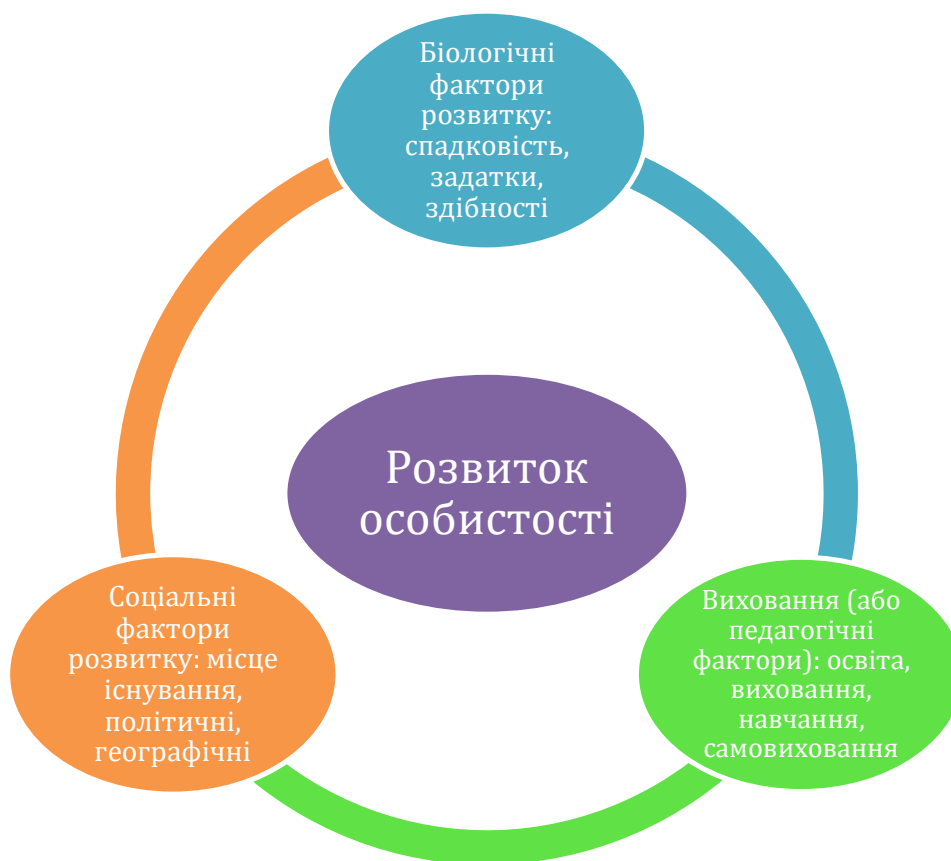 Біологічні
фактори
розвитку:
спадковість,
задатки,
здібності
Розвиток
особистості
Соціальні
фактори
розвитку: місце
існування,
політичні,
географічні
Виховання (або
педагогічні
фактори): освіта,
виховання,
навчання,
самовиховання